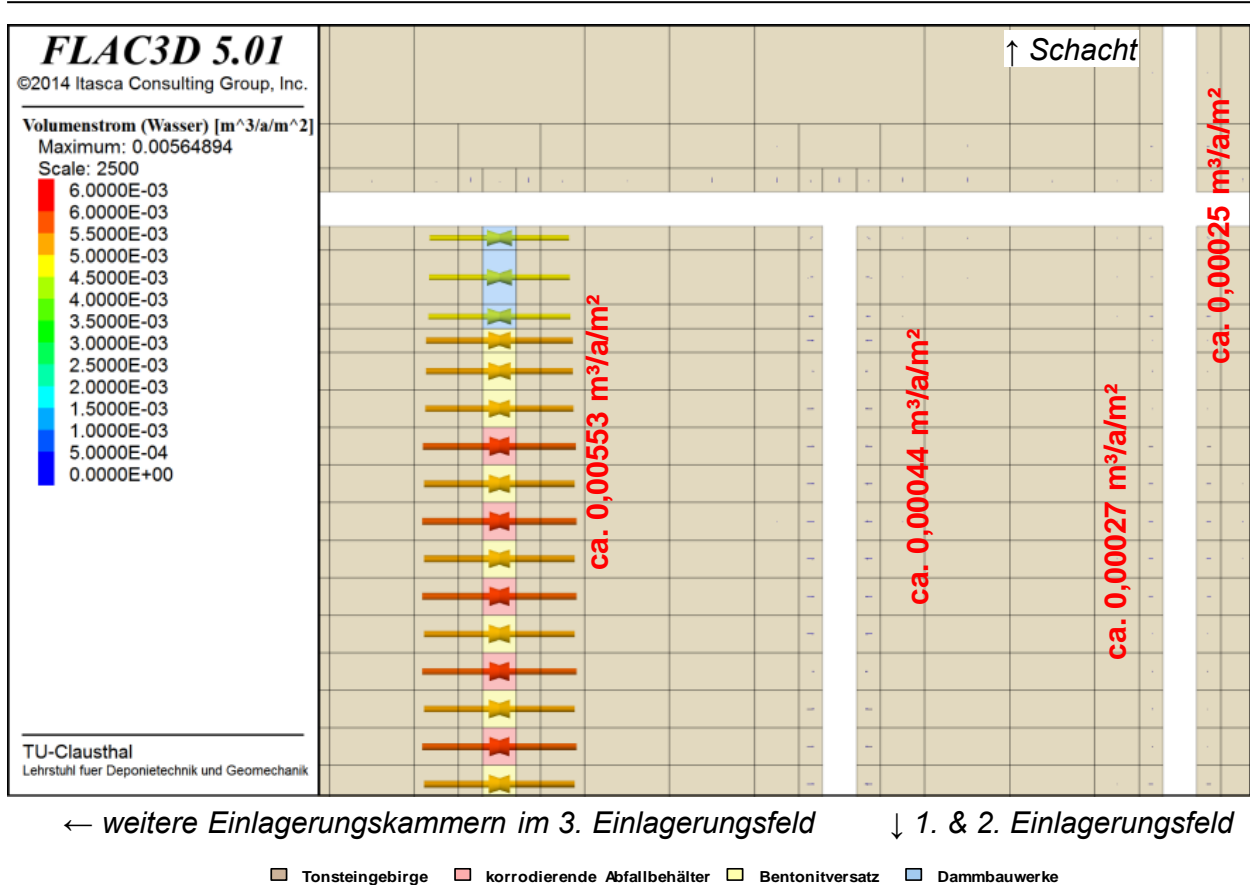 FLAC3D 5.01
©2014 Itasca Consulting Group, Inc.
Volumenstrom (Wasser) [m^3/a/m^2]
Maximum: 0.00564894
Scale: 2500
6.0000E-03
6.0000E-03
5.5000E-03
5.0000E-03
4.5000E-03
4.0000E-03
3.5000E-03
3.0000E-03
2.5000E-03
2.0000E-03
1.5000E-03
1.0000E-03
5.0000E-04
0.0000E+00
TU-Clausthal
Lehrstuhl fuer Deponietechnik und Geomechanik
↑ Schacht
ca. 0,00553 m³/a/m²
ca. 0,00044 m³/a/m²
ca. 0,00027 m³/a/m²
ca. 0,00025 m³/a/m²
← weitere Einlagerungskammern im 3. Einlagerungsfeld
↓ 1. & 2. Einlagerungsfeld
Tonsteingebirge
korrodierende Abfallbehälter
Bentonitversatz
Dammbauwerke